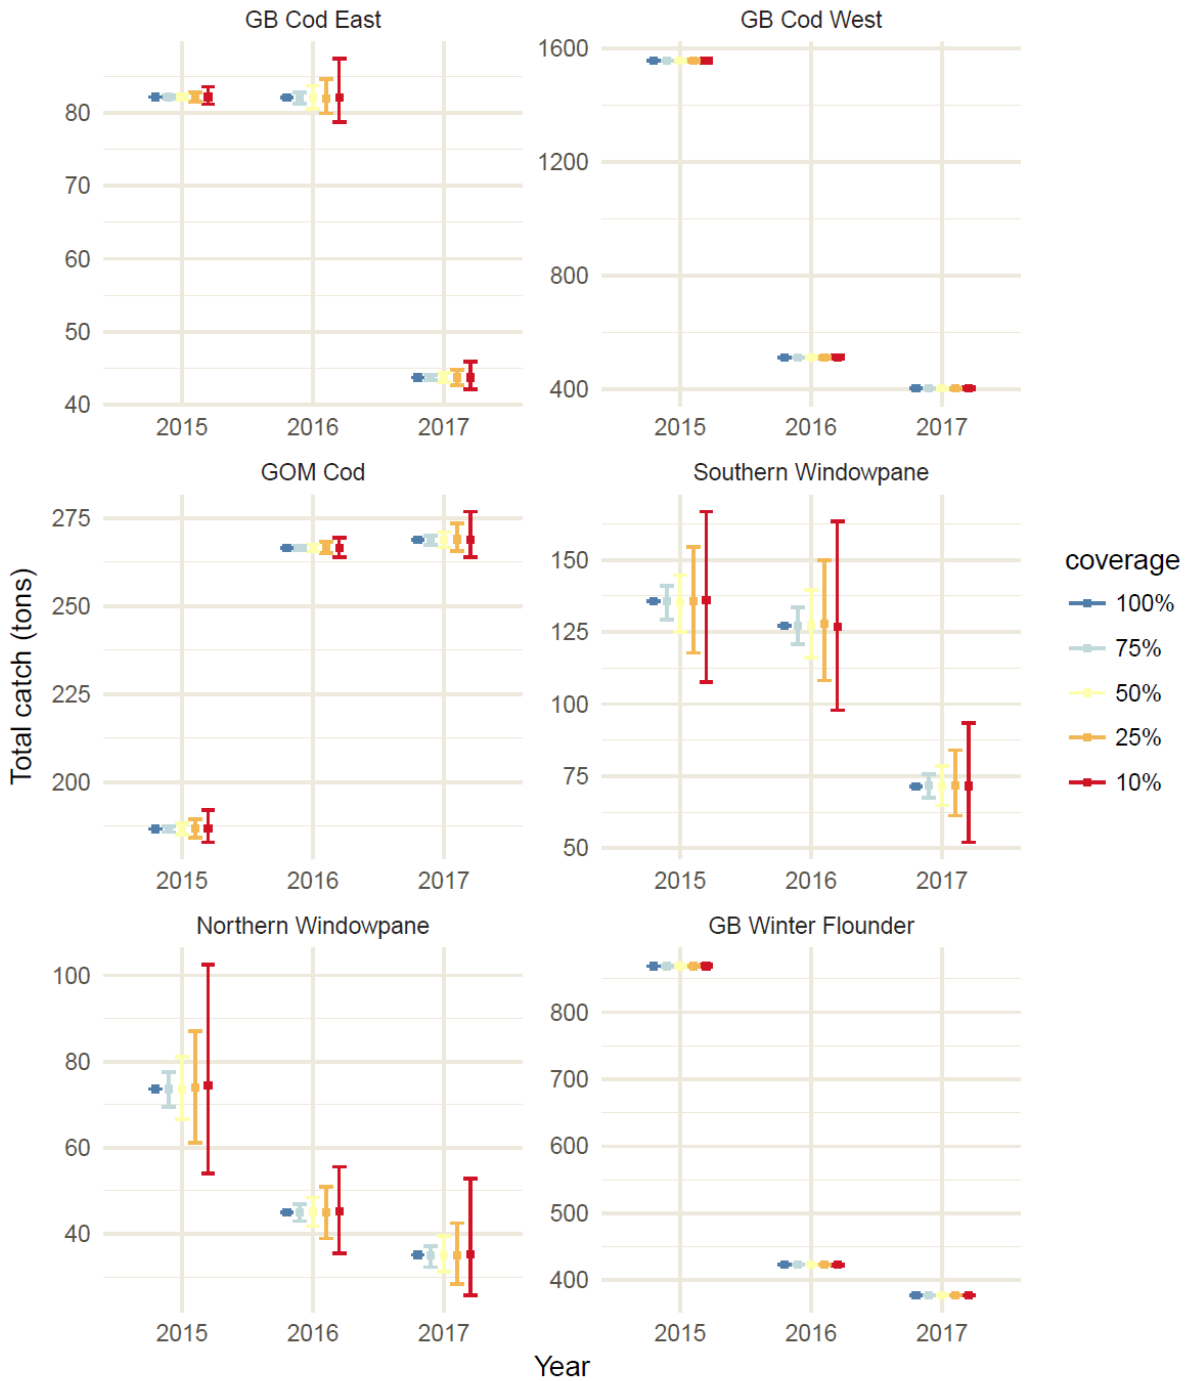 GB Cod East
GB Cod West
80
70
60
50
40
2015 2016 2017
1600
1200
800
400
2015 2016 2017
GOM Cod
Southern Windowpane
Total catch (tons)
275
250
225
200
2015 2016 2017
150
125
100
75
50
2015 2016 2017
coverage
100%
75%
50%
25%
10%
Northern Windowpane
GB Winter Flounder
100
80
60
40
2015 2016 2017
800
700
600
500
400
2015 2016 2017
Year